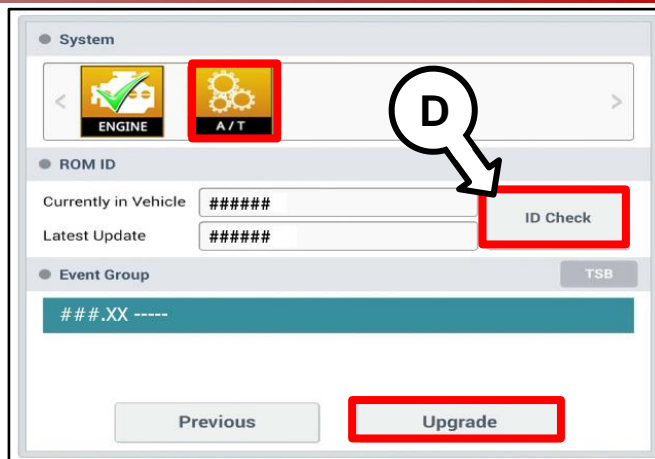 System
ENGINE
A/T
D
ROM ID
Currently in Vehicle ######
ID Check
Latest Update ######
Event Group TSB
###.XX -----
Previous Upgrade